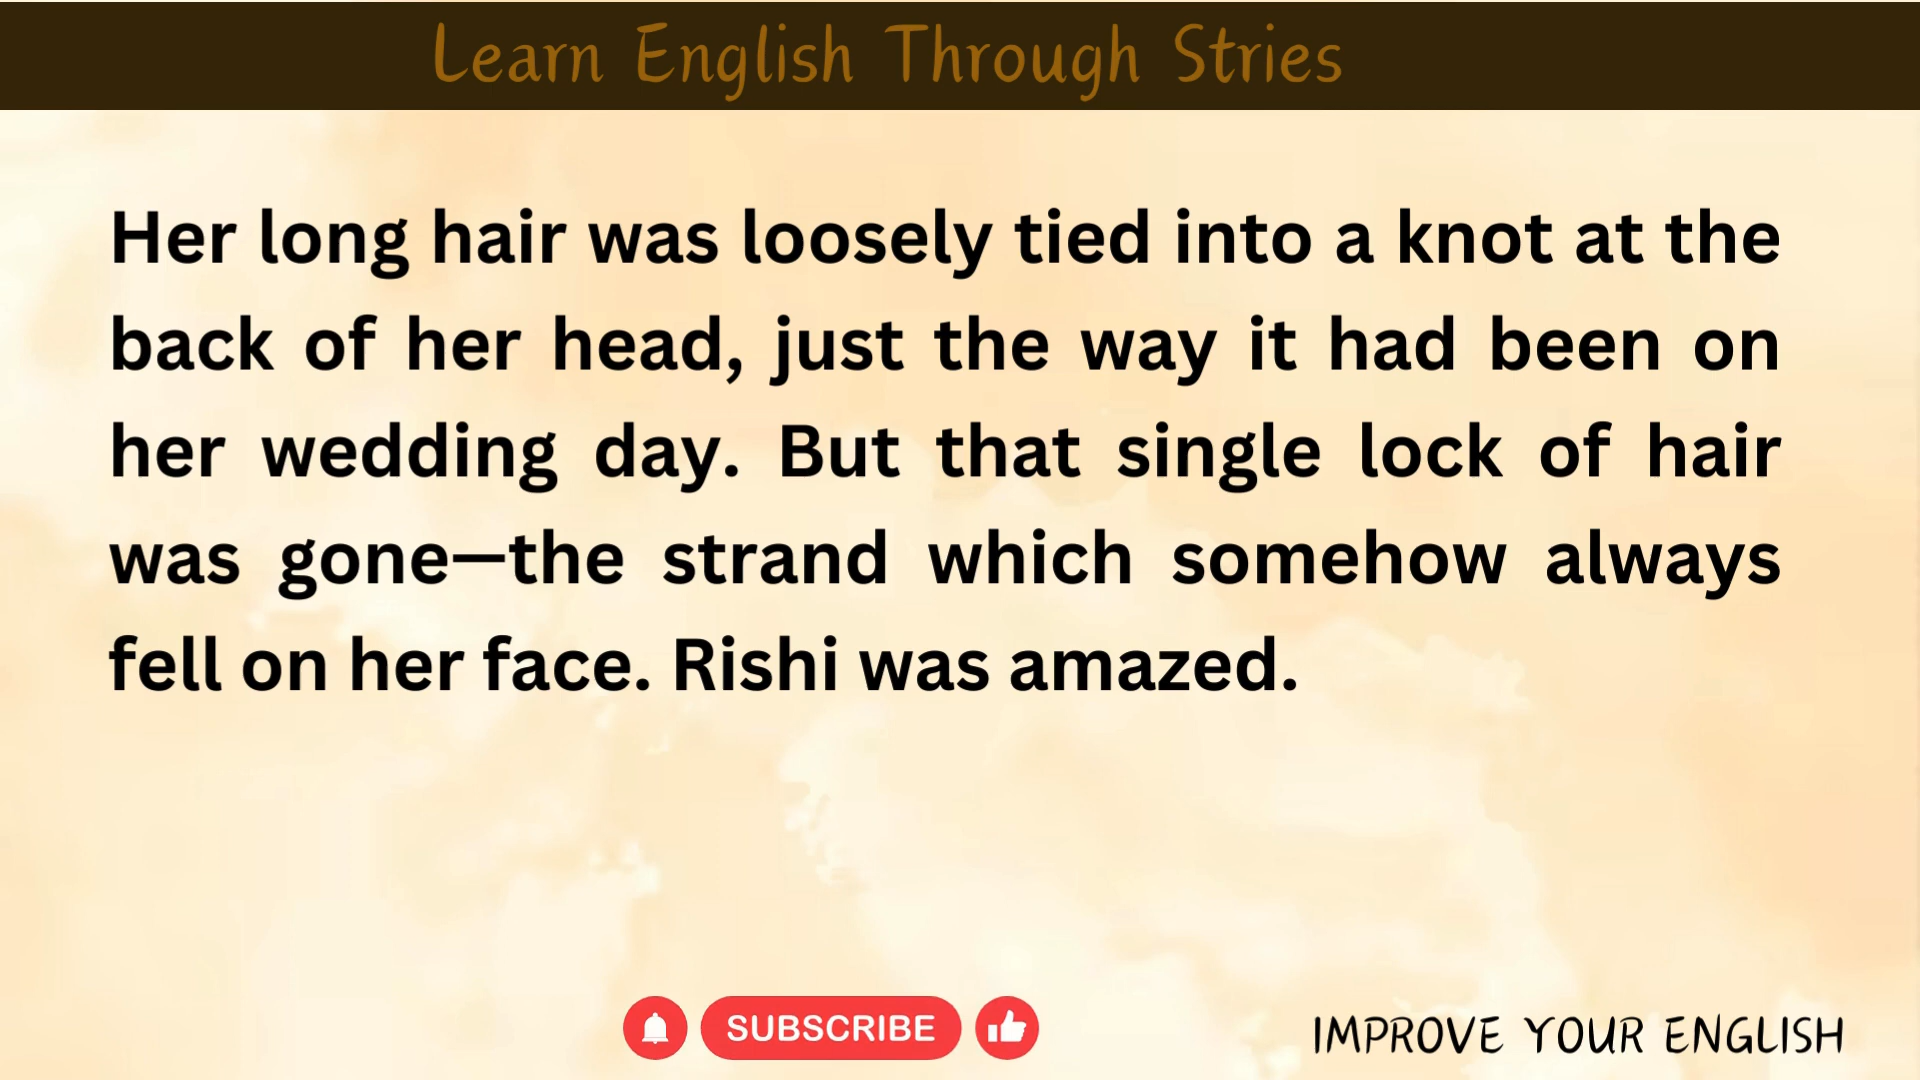 Learn English Through Stries
Her long hair was loosely tied into a knot at the
back of her head, just the way it had been on
her wedding day. But that single lock of hair
was gone—the strand which somehow always
fell on her face. Rishi was amazed.
SUBSCRIBE
IMPROVE YOUR ENGLISH